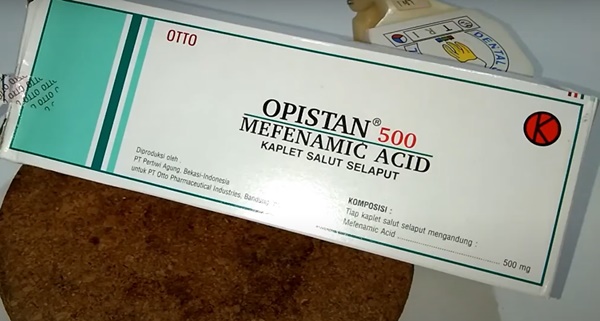 OTTO
OPISTAN® 500
MEFENAMIC ACID
KAPLET SALUT SELAPUT
K
Diproduksi oleh
PT Pertiwi Agung, Bekasi-Indonesia
untuk PT Otto Pharmaceutical Industries, Bandung
KOMPOSISI :
Tiap kaplet salut selaput mengandung :
Mefenamic Acid ........................ 500 mg
DENTAL